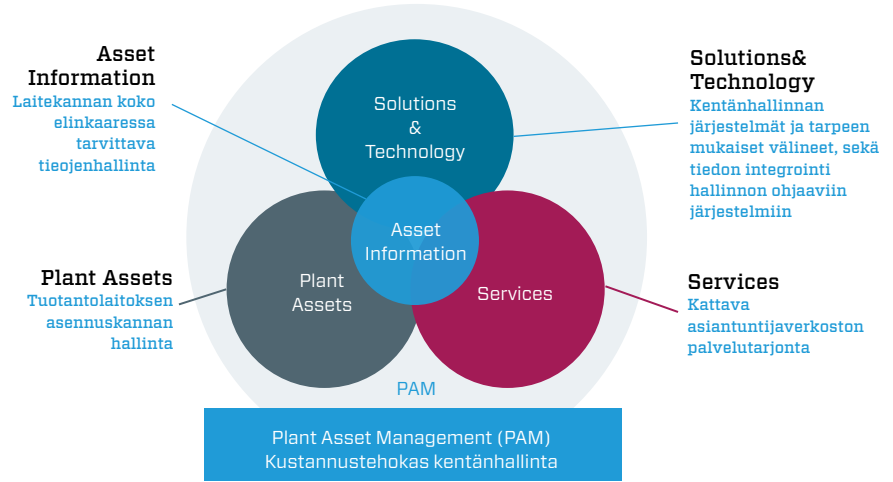 Asset
Information
Laitekannan koko
elinkaaressa
tarvittava
tieojenhallinta
Solutions
&
Technology
Solutions&
Technology
Kentänhallinnan
järjestelmät ja tarpeen
mukaiset välineet, sekä
tiedon integrointi
hallinnon ohjaaviin
järjestelmiin
Asset
Information
Plant Assets
Tuotantolaitoksen
asennuskannan
hallinta
Plant
Assets
Services
Services
Kattava
asiantuntijaverkoston
palvelutarjonta
PAM
Plant Asset Management (PAM)
Kustannustehokas kentänhallinta